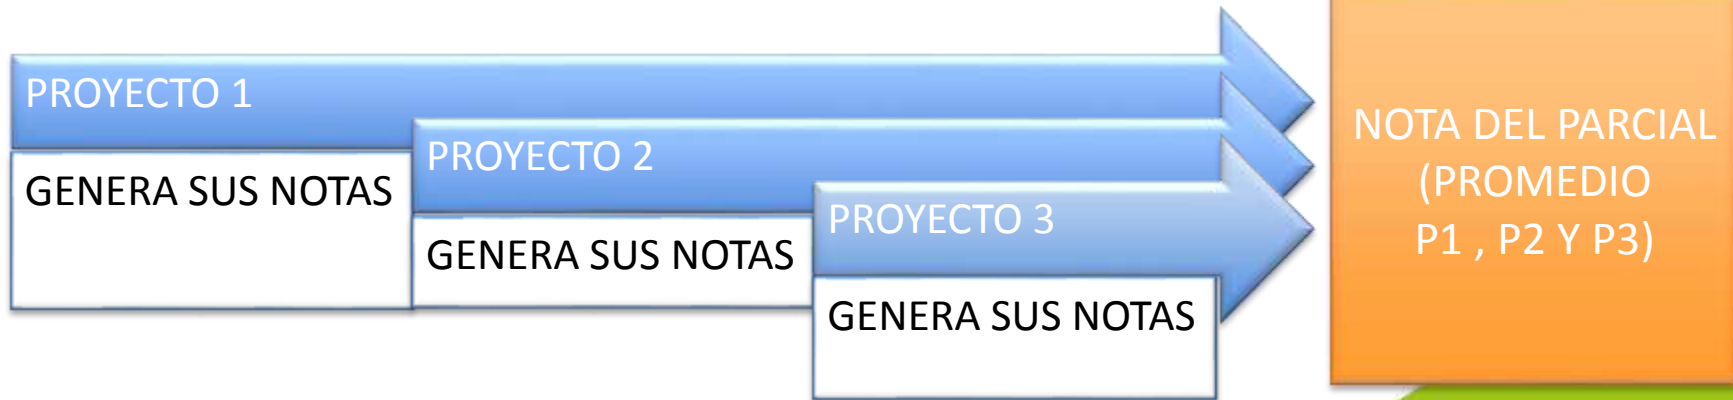 PROYECTO 1
GENERA SUS NOTAS
PROYECTO 2
GENERA SUS NOTAS
PROYECTO 3
GENERA SUS NOTAS
NOTA DEL PARCIAL
(PROMEDIO
P1 , P2 Y P3)